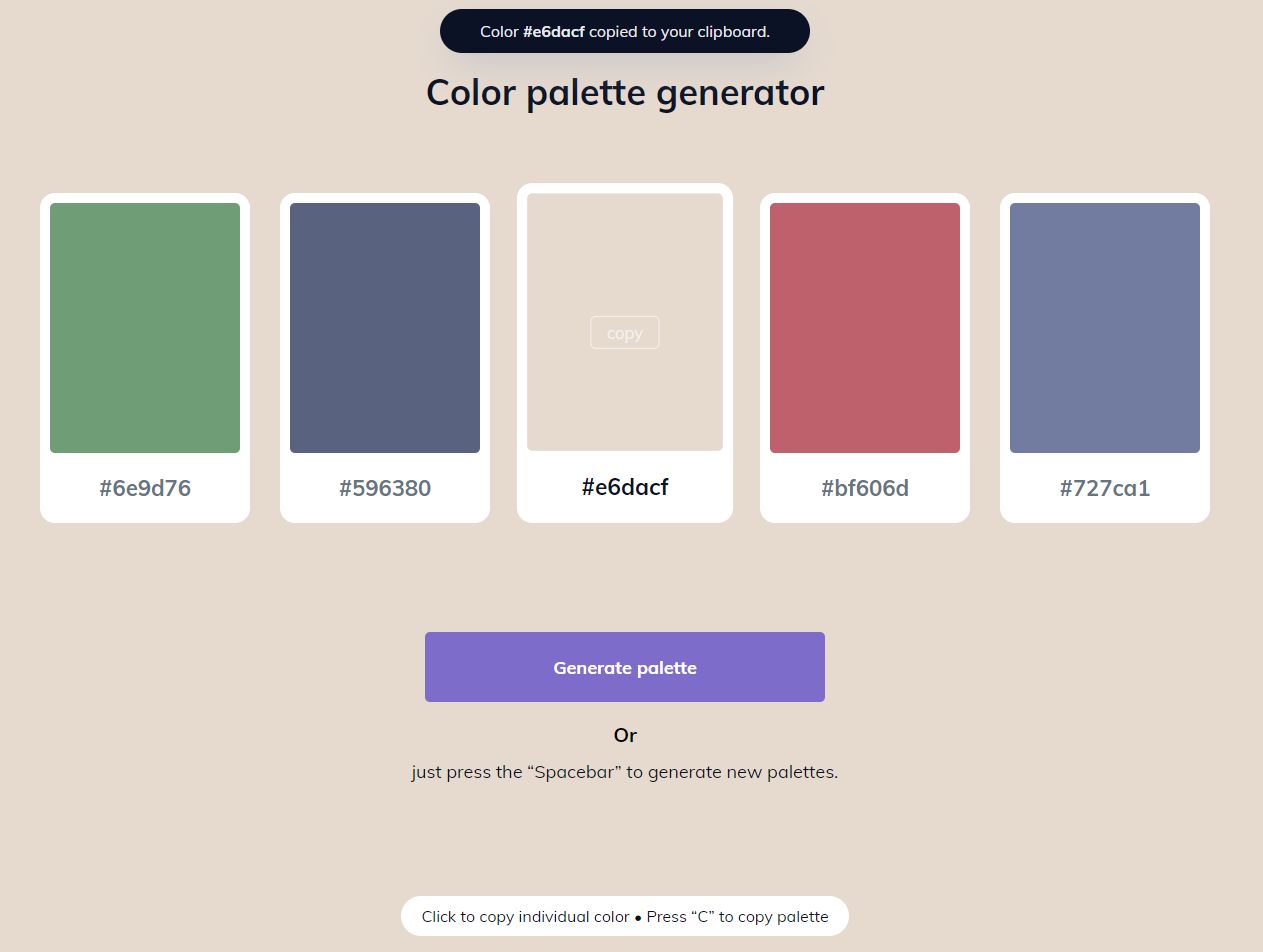 Color #e6dacf copied to your clipboard.
Color palette generator
copy
#6e9d76
#596380
#e6dacf
#bf606d
#727ca1
Generate palette
Or
just press the “Spacebar” to generate new palettes.
Click to copy individual color • Press “C” to copy palette